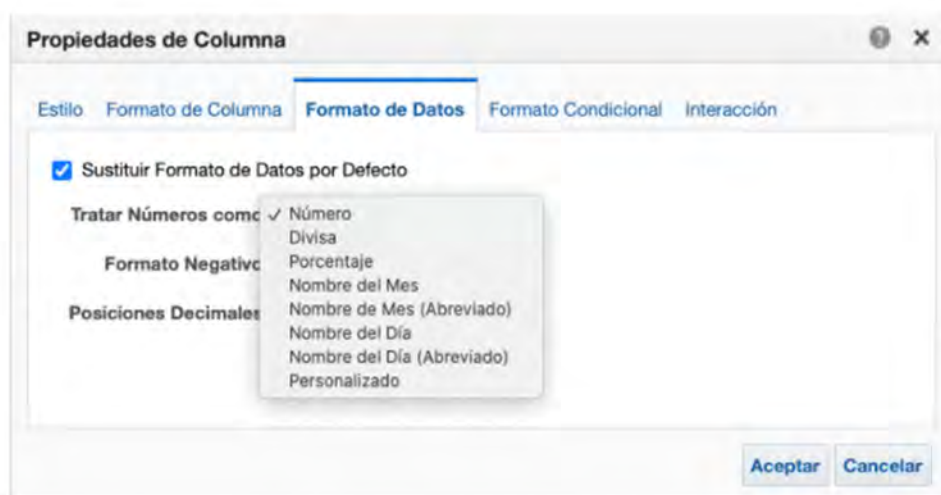 Propiedades de Columna
Estilo Formato de Columna Formato de Datos Formato Condicional Interacción
Sustituir Formato de Datos por Defecto
Tratar Números como ✓ Número
Divisa
Formato Negativo Porcentaje
Nombre del Mes
Posiciones Decimales Nombre de Mes (Abreviado)
Nombre del Día
Nombre del Día (Abreviado)
Personalizado
Aceptar Cancelar